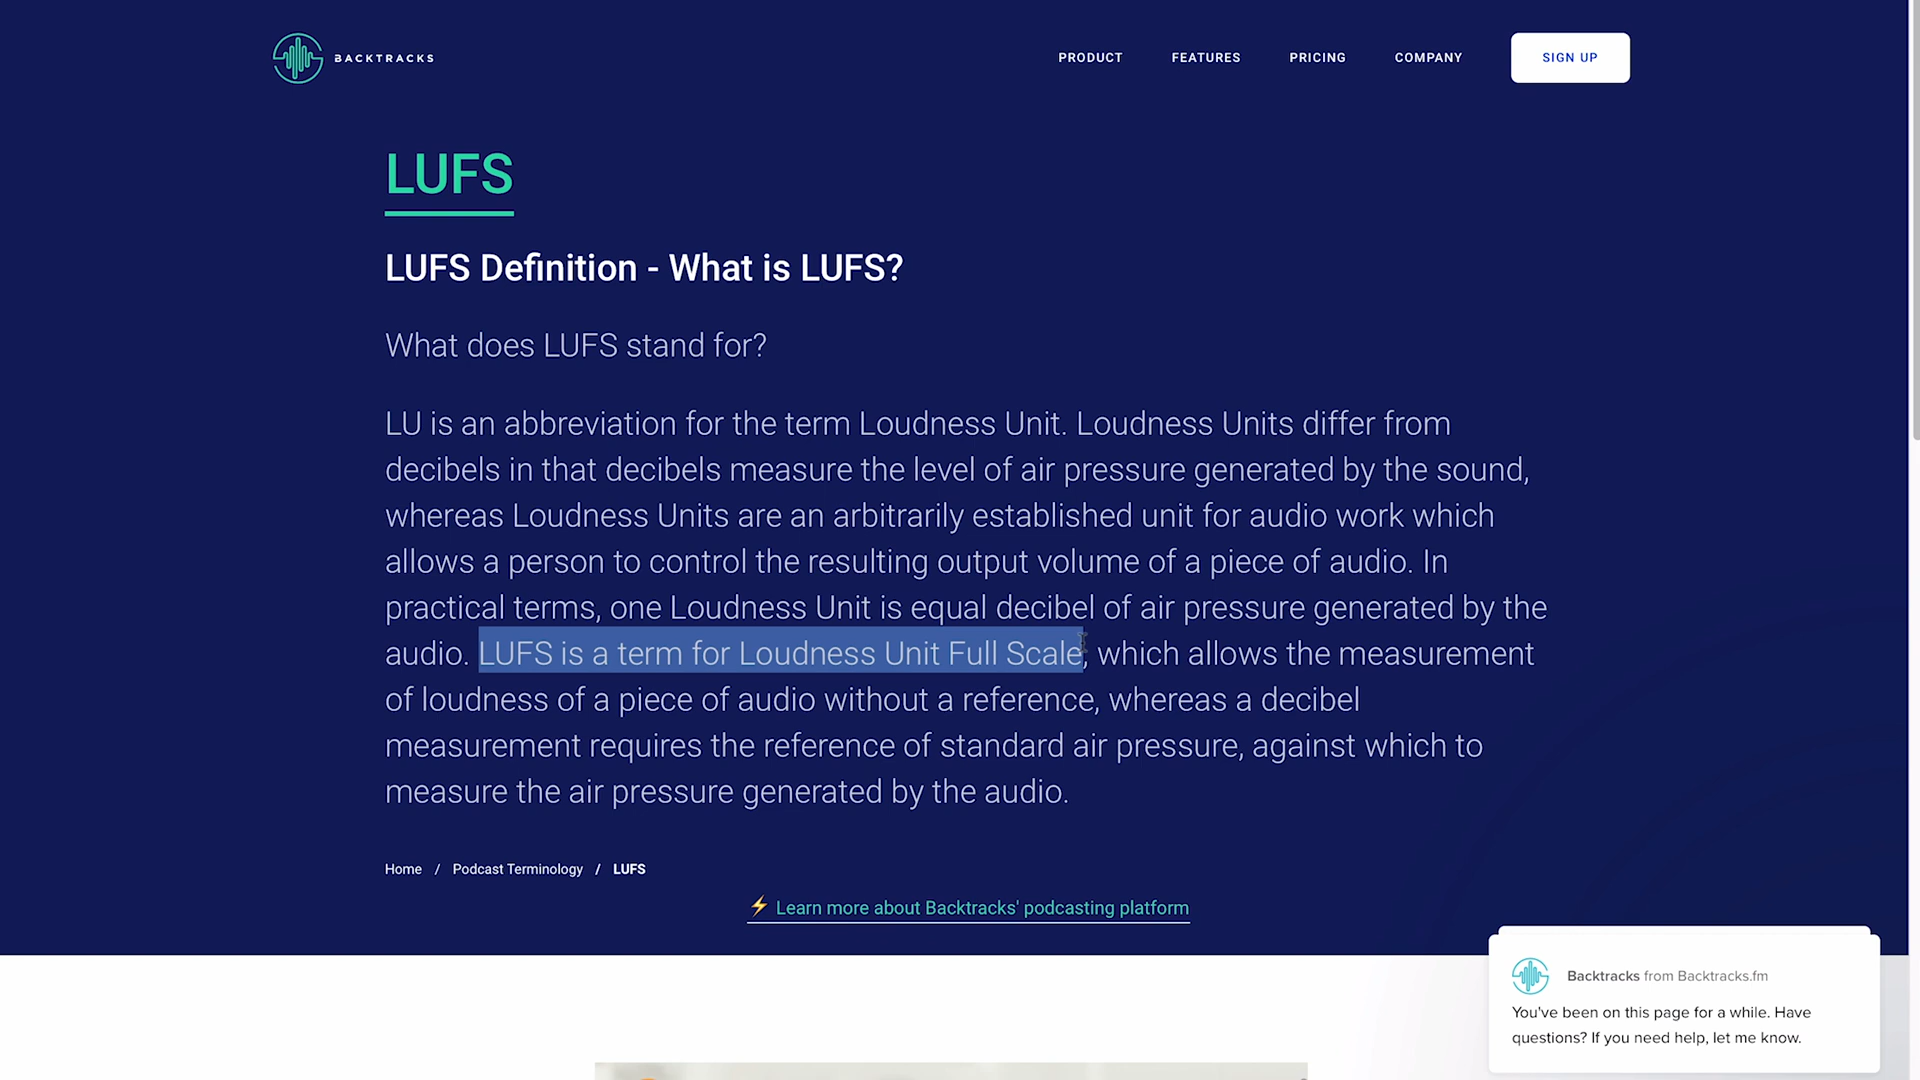 BACKTRACKS
PRODUCT
FEATURES
PRICING
COMPANY
SIGN UP
LUFS
LUFS Definition - What is LUFS?
What does LUFS stand for?
LU is an abbreviation for the term Loudness Unit. Loudness Units differ from
decibels in that decibels measure the level of air pressure generated by the sound,
whereas Loudness Units are an arbitrarily established unit for audio work which
allows a person to control the resulting output volume of a piece of audio. In
practical terms, one Loudness Unit is equal decibel of air pressure generated by the
audio. LUFS is a term for Loudness Unit Full Scale, which allows the measurement
of loudness of a piece of audio without a reference, whereas a decibel
measurement requires the reference of standard air pressure, against which to
measure the air pressure generated by the audio.
Home / Podcast Terminology / LUFS
⚡ Learn more about Backtracks' podcasting platform
Backtracks from Backtracks.fm
You've been on this page for a while. Have
questions? If you need help, let me know.